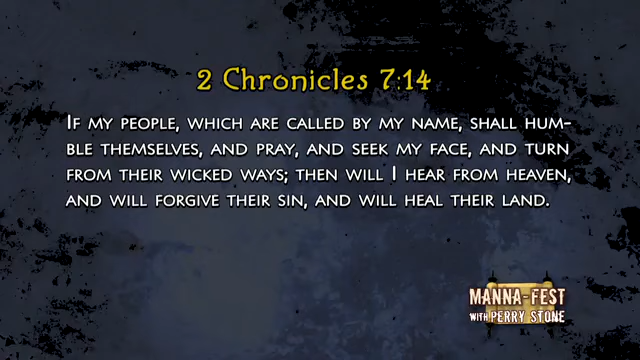 2 Chronicles 7:14
If my people, which are called by my name, shall hum-
ble themselves, and pray, and seek my face, and turn
from their wicked ways; then will I hear from heaven,
and will forgive their sin, and will heal their land.
MANNA-FEST
WITH PERRY STONE